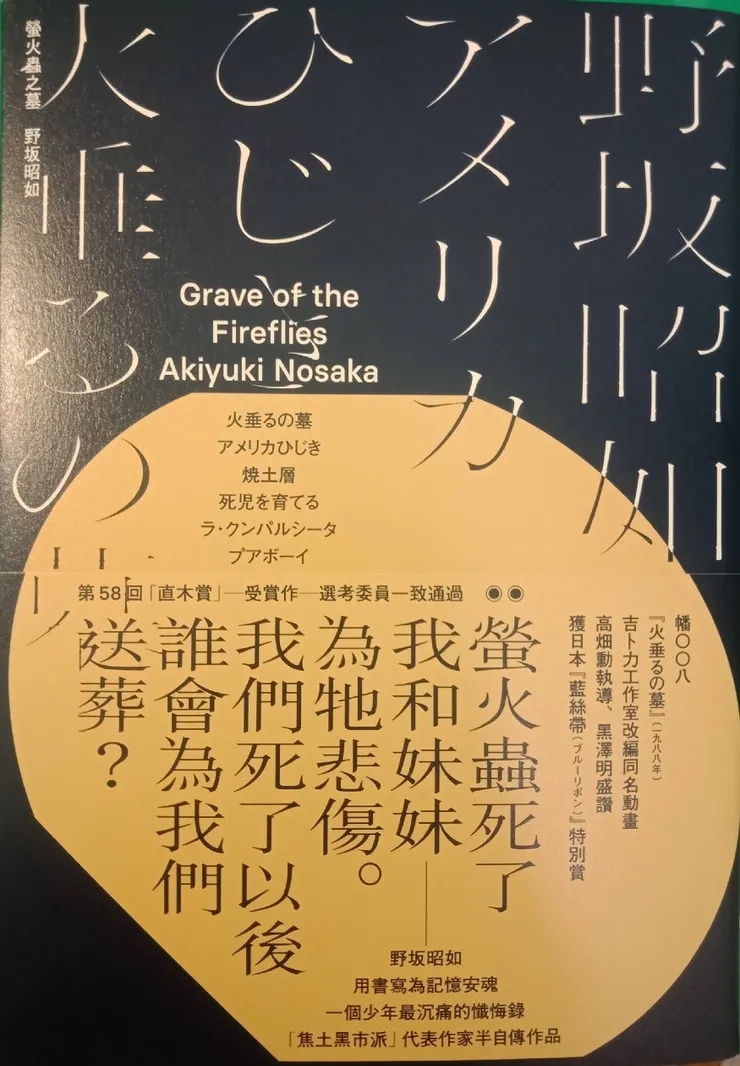 野坂昭如
アメリカ
ひじき
火垂るの墓
螢火蟲之墓 野坂昭如
Grave of the
Fireflies
Akiyuki Nosaka
火垂るの墓
アメリカひじき
焼土層
死児を育てる
ラ・クンパルシータ
プアボーイ
第58回「直木賞」—受賞作—選考委員一致通過 ◉◉
幡〇〇八
『火垂るの墓』(一九八八年)
吉卜力工作室改編同名動畫
高畑勳執導、黑澤明盛讚
獲日本『藍絲帶(ブルーリボン)』特別賞
螢火蟲死了
我和妹妹——
為牠悲傷。
我們死了以後
誰會為我們
送葬？
野坂昭如
用書寫為記憶安魂
一個少年最沉痛的懺悔錄
「焦土黑市派」代表作家半自傳作品